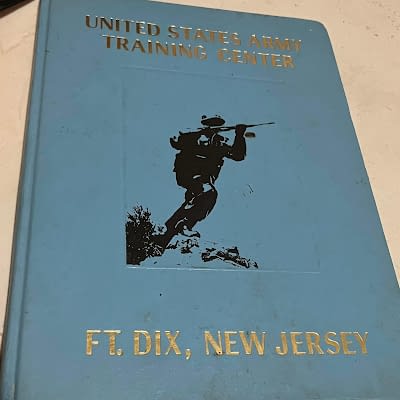 UNITED STATES ARMY
TRAINING CENTER
FT. DIX, NEW JERSEY